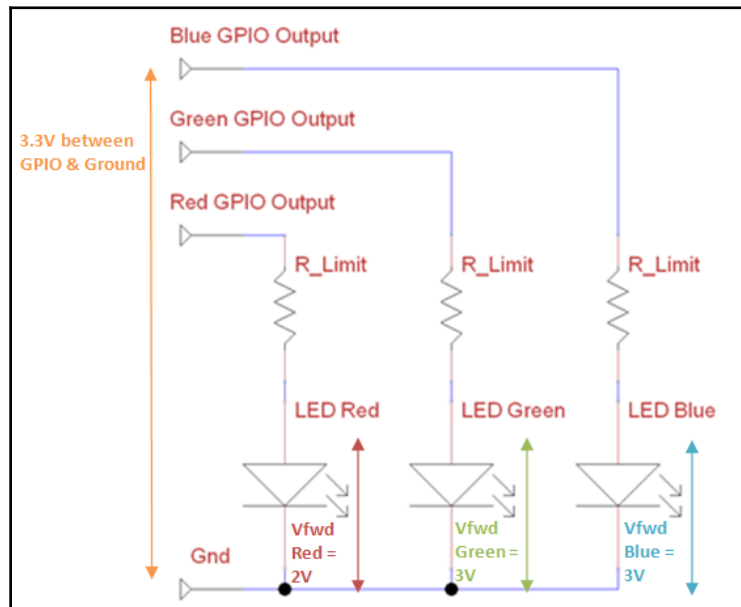 Blue GPIO Output
3.3V between
GPIO & Ground
Green GPIO Output
Red GPIO Output
R_Limit
R_Limit
R_Limit
LED Red
LED Green
LED Blue
Vfwd
Red =
2V
Vfwd
Green =
3V
Vfwd
Blue =
3V
Gnd